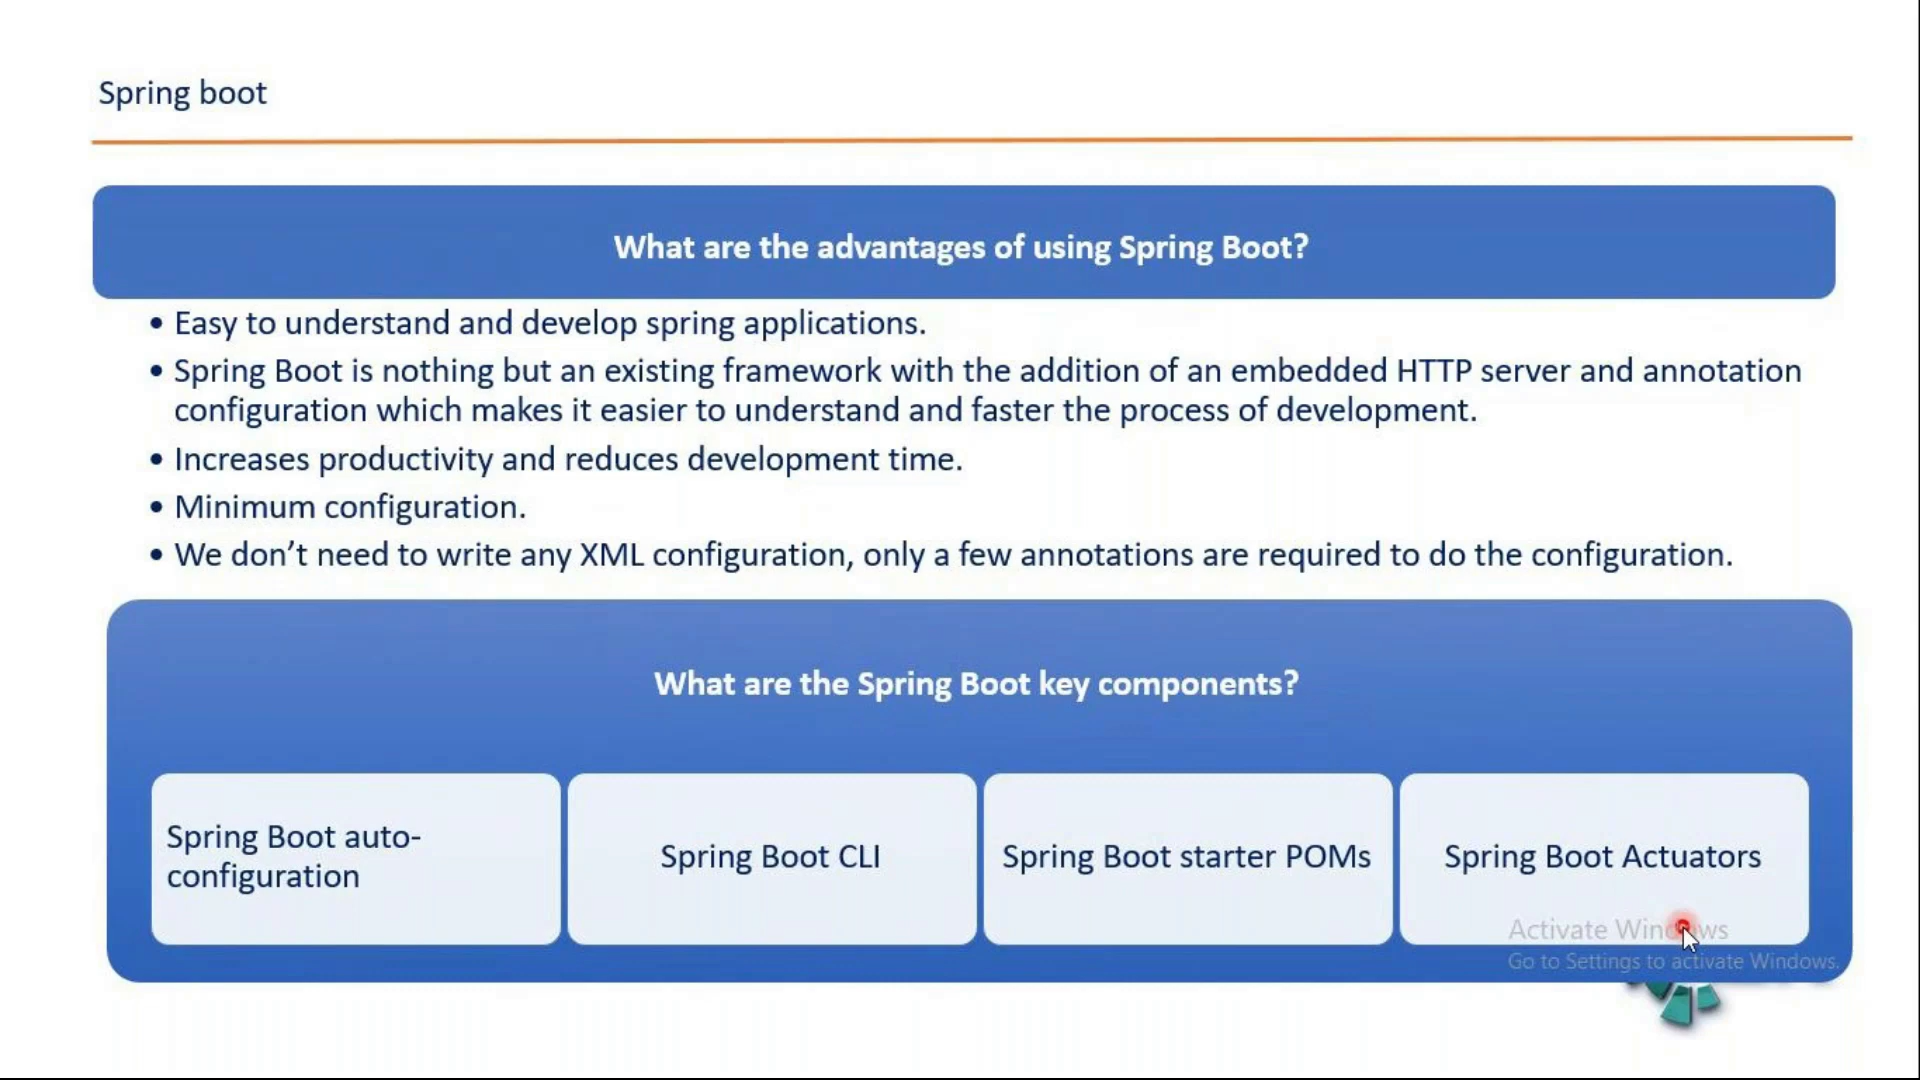 Spring boot
What are the advantages of using Spring Boot?
• Easy to understand and develop spring applications.
• Spring Boot is nothing but an existing framework with the addition of an embedded HTTP server and annotation
configuration which makes it easier to understand and faster the process of development.
• Increases productivity and reduces development time.
• Minimum configuration.
• We don’t need to write any XML configuration, only a few annotations are required to do the configuration.
What are the Spring Boot key components?
Spring Boot auto-
configuration
Spring Boot CLI
Spring Boot starter POMs
Spring Boot Actuators
Activate Windows
Go to Settings to activate Windows.